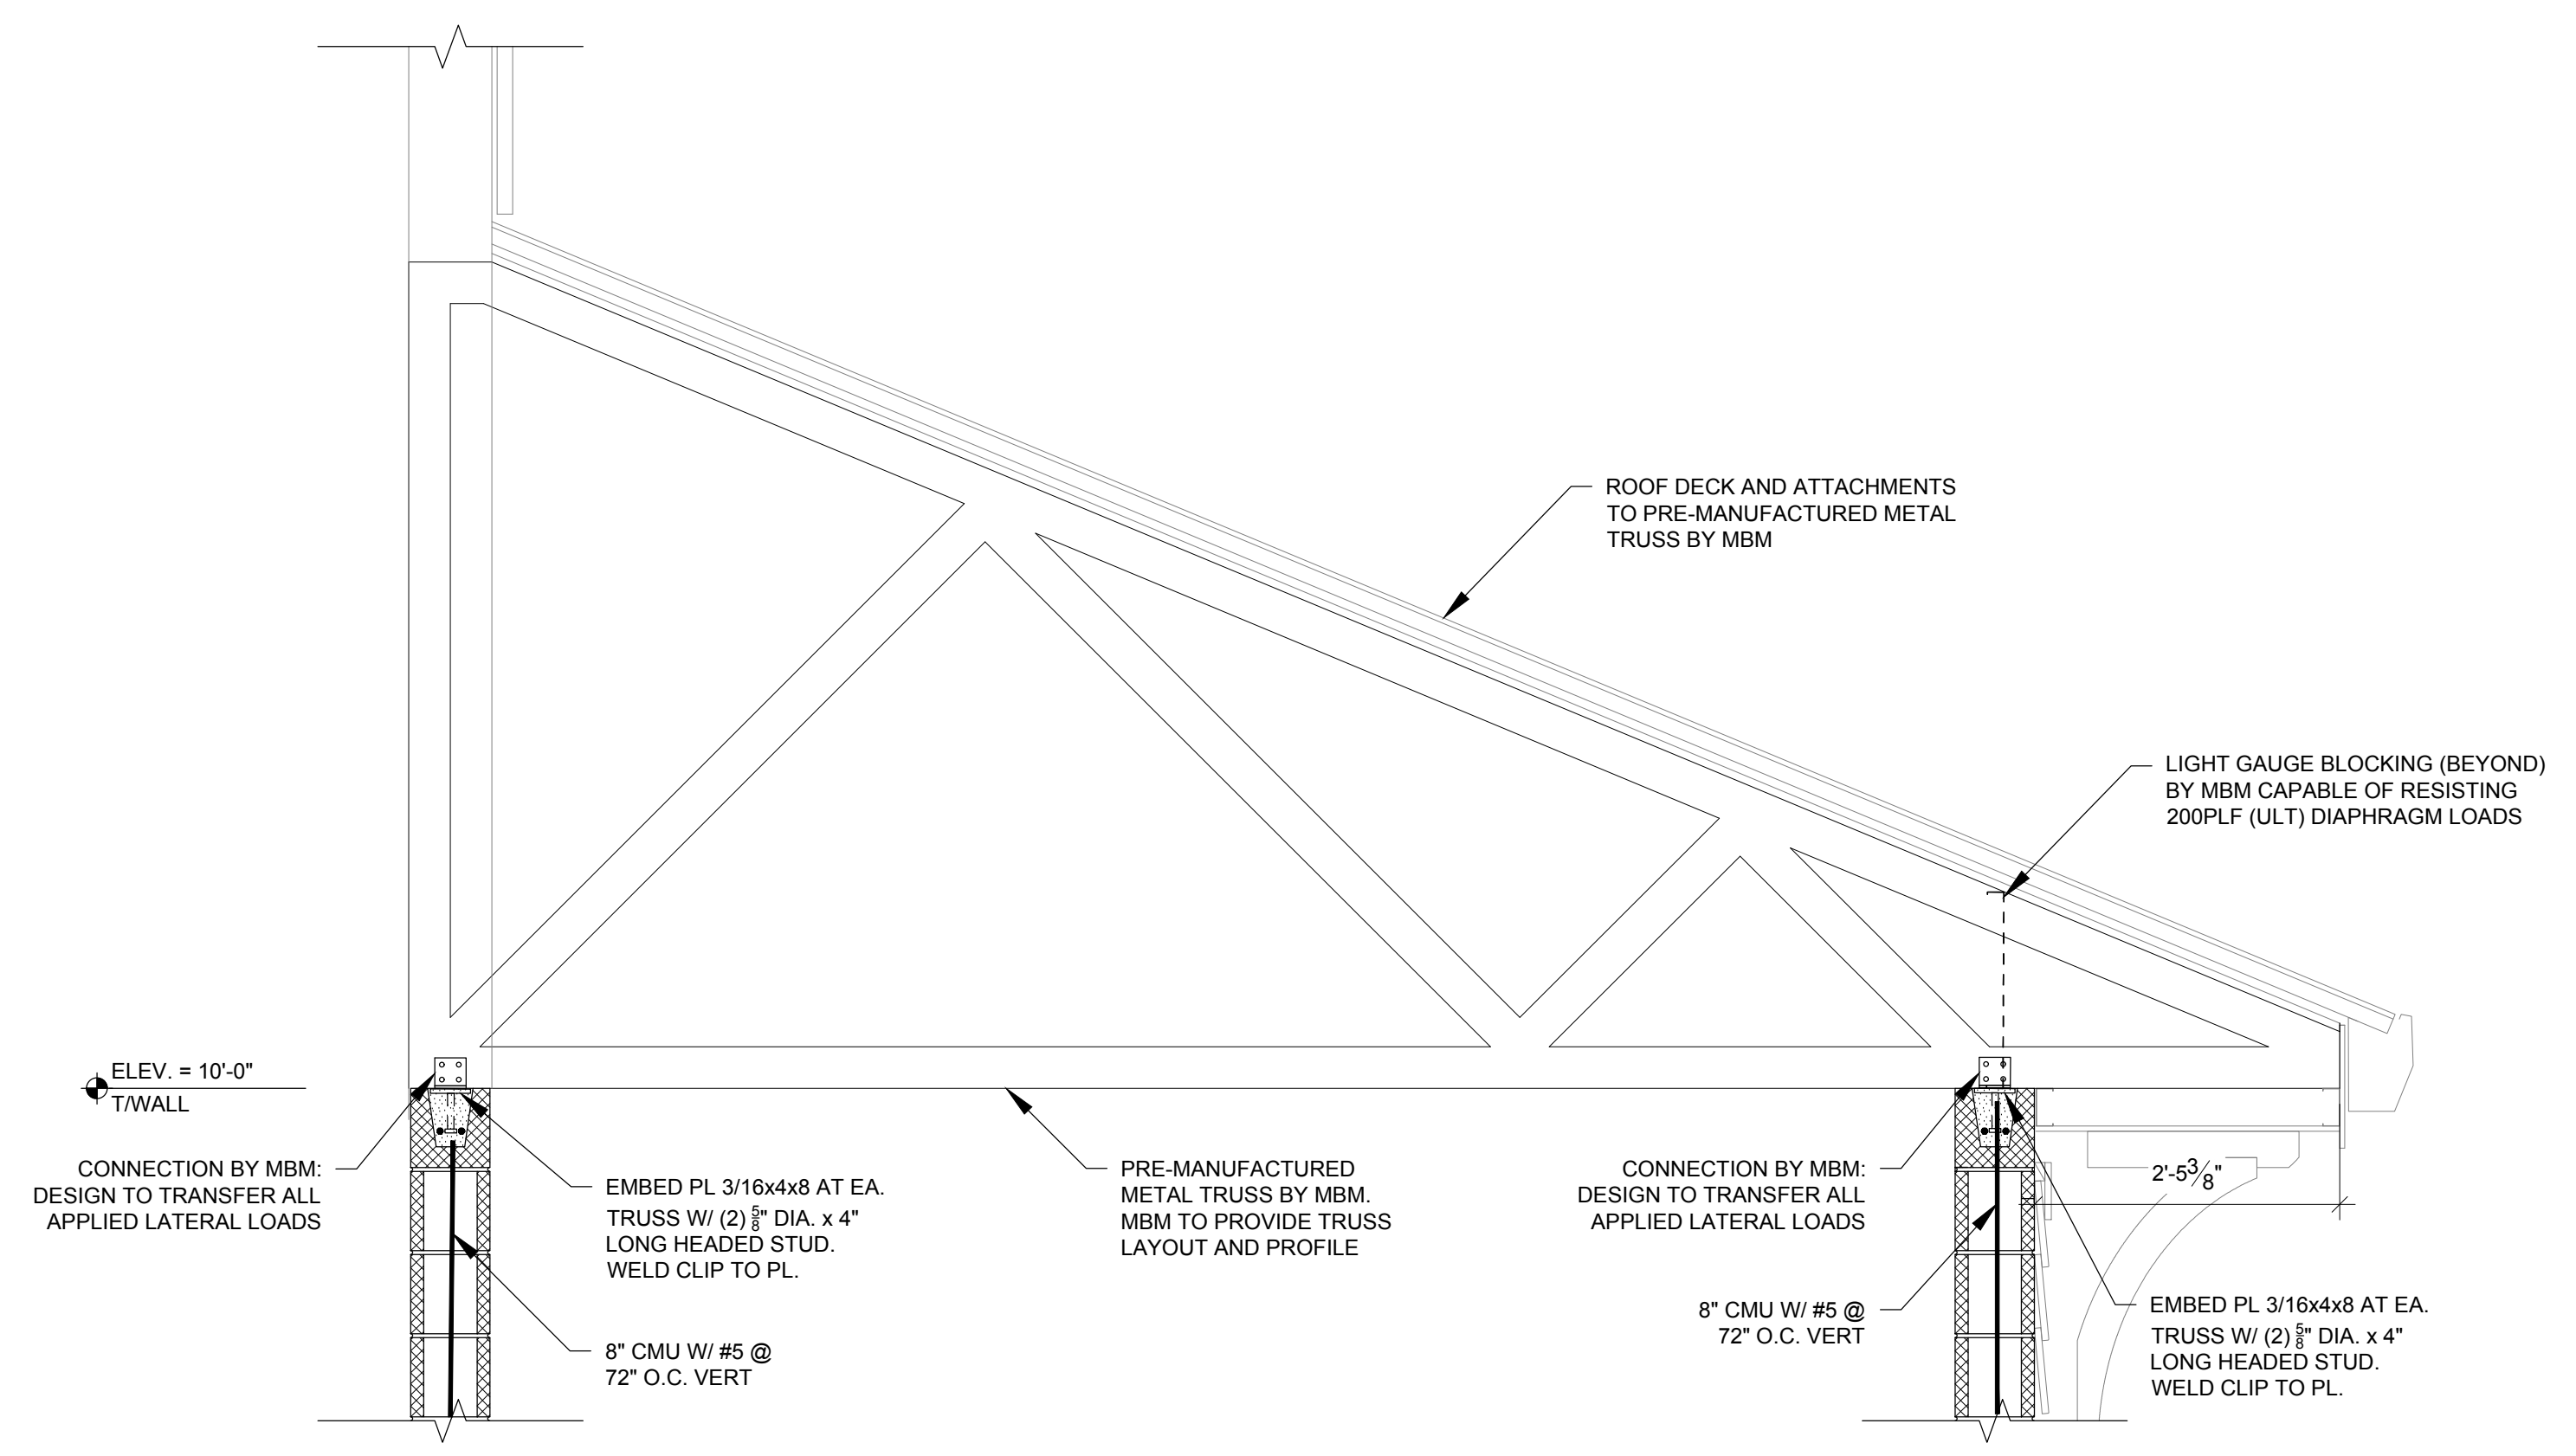 ROOF DECK AND ATTACHMENTS
TO PRE-MANUFACTURED METAL
TRUSS BY MBM
LIGHT GAUGE BLOCKING (BEYOND)
BY MBM CAPABLE OF RESISTING
200PLF (ULT) DIAPHRAGM LOADS
ELEV. = 10'-0"
T/WALL
CONNECTION BY MBM:
DESIGN TO TRANSFER ALL
APPLIED LATERAL LOADS
EMBED PL 3/16x4x8 AT EA.
TRUSS W/ (2) 5/8" DIA. x 4"
LONG HEADED STUD.
WELD CLIP TO PL.
8" CMU W/ #5 @
72" O.C. VERT
PRE-MANUFACTURED
METAL TRUSS BY MBM.
MBM TO PROVIDE TRUSS
LAYOUT AND PROFILE
CONNECTION BY MBM:
DESIGN TO TRANSFER ALL
APPLIED LATERAL LOADS
8" CMU W/ #5 @
72" O.C. VERT
2'-5 3/8"
EMBED PL 3/16x4x8 AT EA.
TRUSS W/ (2) 5/8" DIA. x 4"
LONG HEADED STUD.
WELD CLIP TO PL.